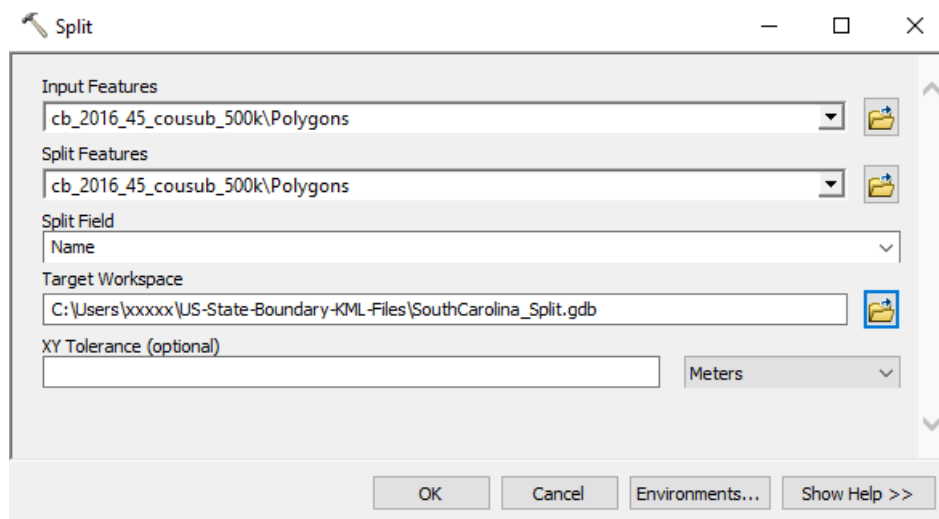 Split
Input Features
cb_2016_45_cousub_500k\Polygons
Split Features
cb_2016_45_cousub_500k\Polygons
Split Field
Name
Target Workspace
C:\Users\xxxxx\US-State-Boundary-KML-Files\SouthCarolina_Split.gdb
XY Tolerance (optional)
Meters
OK Cancel Environments... Show Help >>